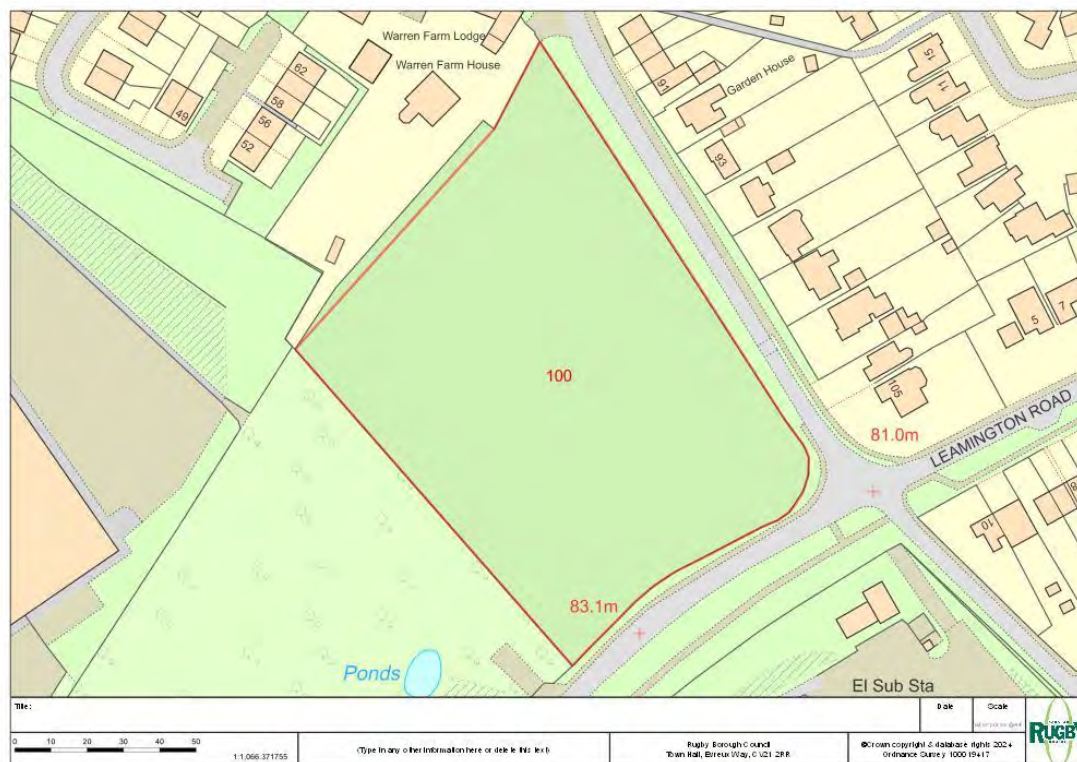 Warren Farm Lodge
Warren Farm House
62
58
56
52
49
91
93
Garden House
15
11
5
7
105
100
81.0m
LEAMINGTON ROAD
10
8
83.1m
Ponds
El Sub Sta
Title:
Date
Scale
0 10 20 30 40 50
1:1,066.371755
(Type in any other information here or delete this text)
Rugby Borough Council
Town Hall, Evreux Way, CV21 2RR
©Crown copyright & database rights 2024
Ordnance Survey 100019417
RUGBY